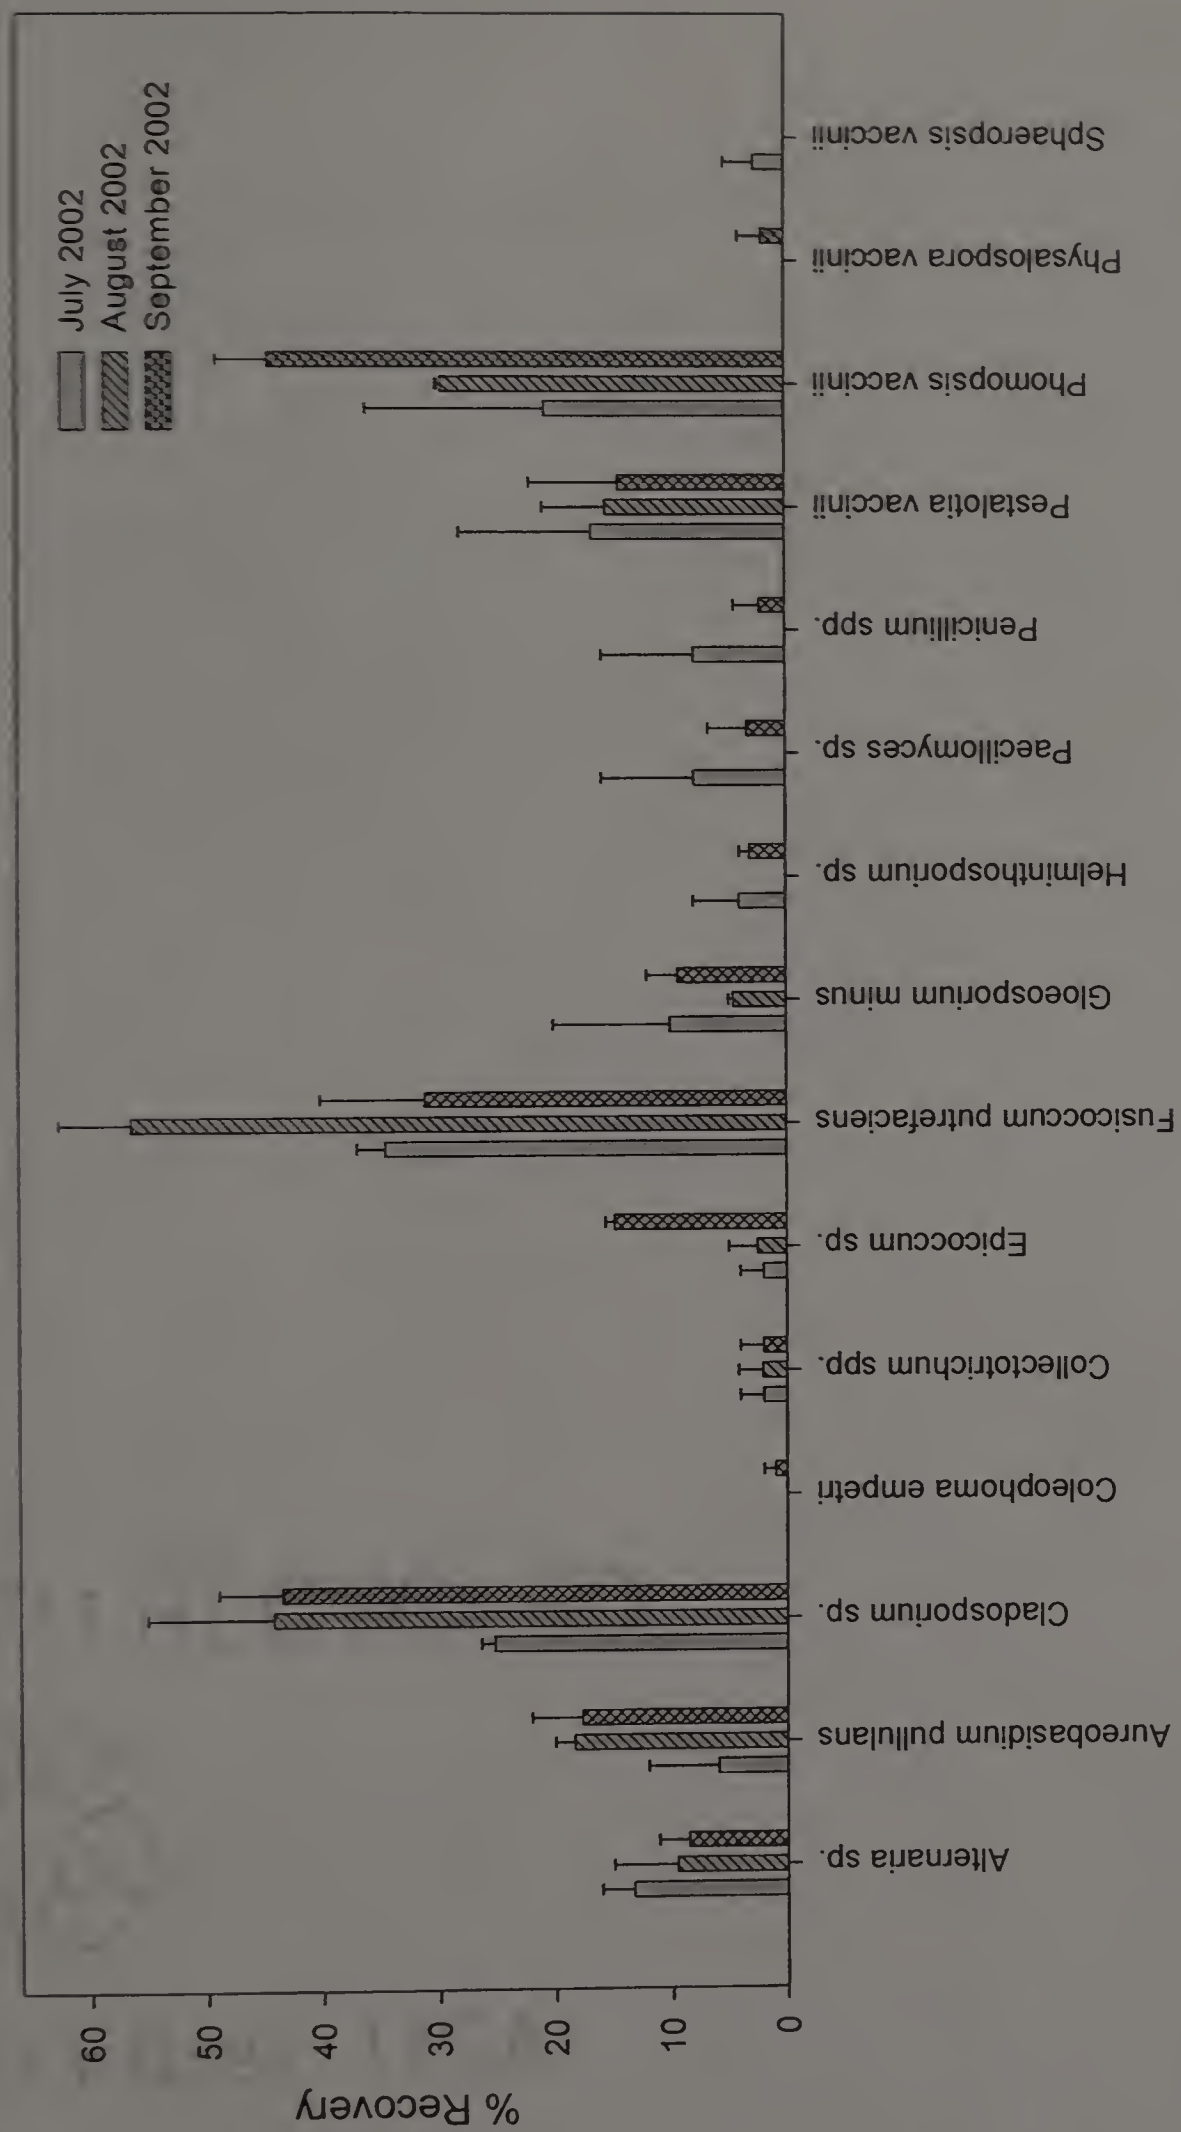 July 2002
August 2002
September 2002
% Recovery
60
50
40
30
20
10
0
Alternaria sp.
Aureobasidium pullulans
Cladosporium sp.
Coleophoma empetri
Collectotrichum spp.
Epicoccum sp.
Fusicoccum putrefaciens
Gloeosporium minus
Helminthosporium sp.
Paecillomyces sp.
Penicillium spp.
Pestalotia vaccinii
Phomopsis vaccinii
Physalospora vaccinii
Sphaeropsis vaccinii